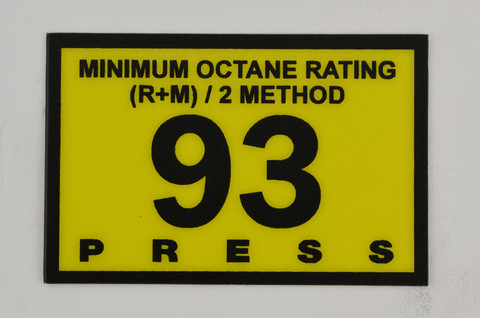 MINIMUM OCTANE RATING
(R+M) / 2 METHOD
93
PRESS